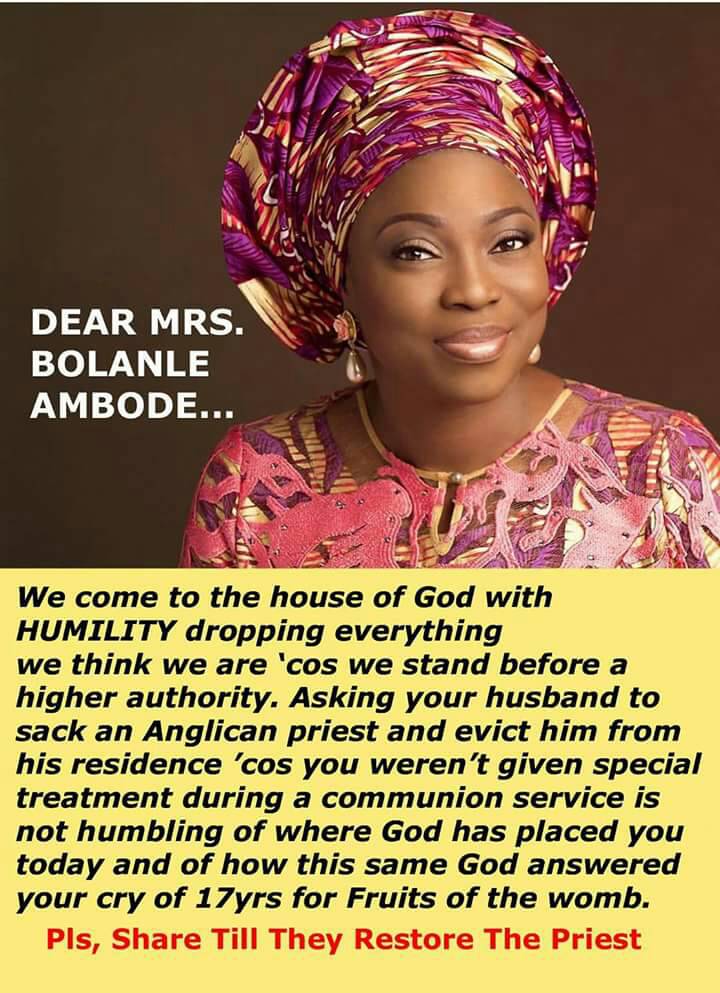 DEAR MRS.
BOLANLE
AMBODE...
We come to the house of God with
HUMILITY dropping everything
we think we are ‘cos we stand before a
higher authority. Asking your husband to
sack an Anglican priest and evict him from
his residence ’cos you weren’t given special
treatment during a communion service is
not humbling of where God has placed you
today and of how this same God answered
your cry of 17yrs for Fruits of the womb.
Pls, Share Till They Restore The Priest